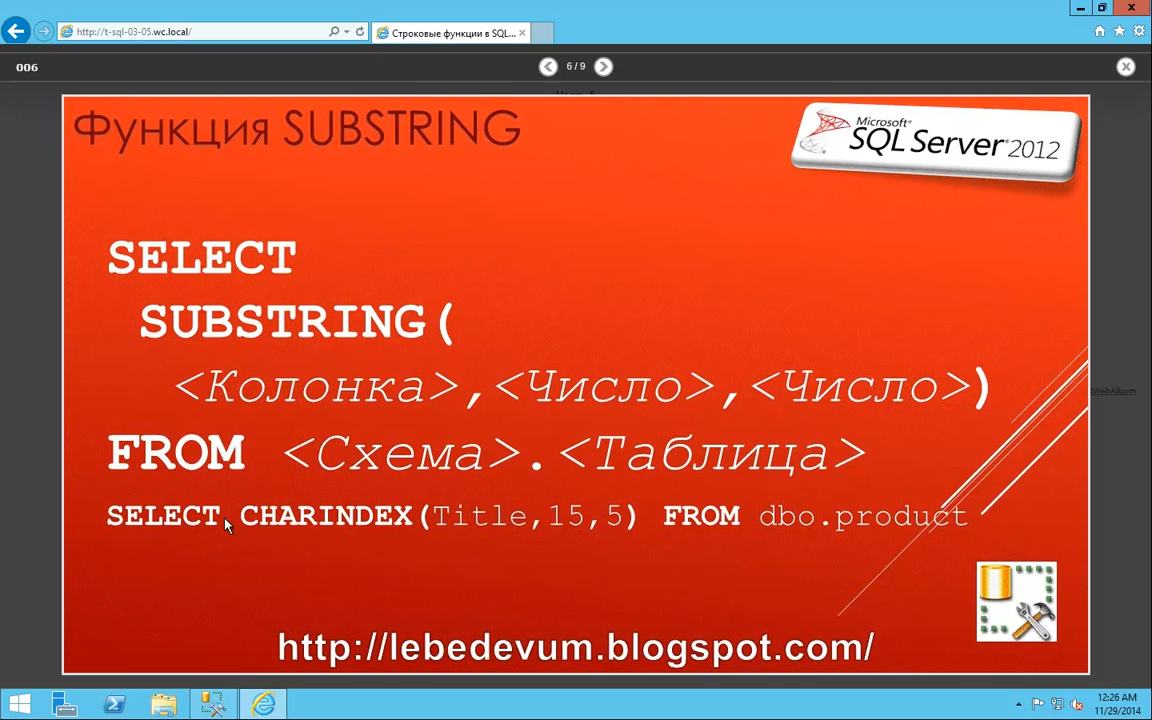 http://t-sql-03-05.wc.local/
Строковые функции в SQL...
006
6 / 9
Функция SUBSTRING
Microsoft®
SQL Server 2012
SELECT
SUBSTRING(
<Колонка>,<Число>,<Число>)
FROM <Схема>.<Таблица>
SELECT CHARINDEX(Title,15,5) FROM dbo.product
http://lebedevum.blogspot.com/
WebAlbum
12:26 AM
11/29/2014